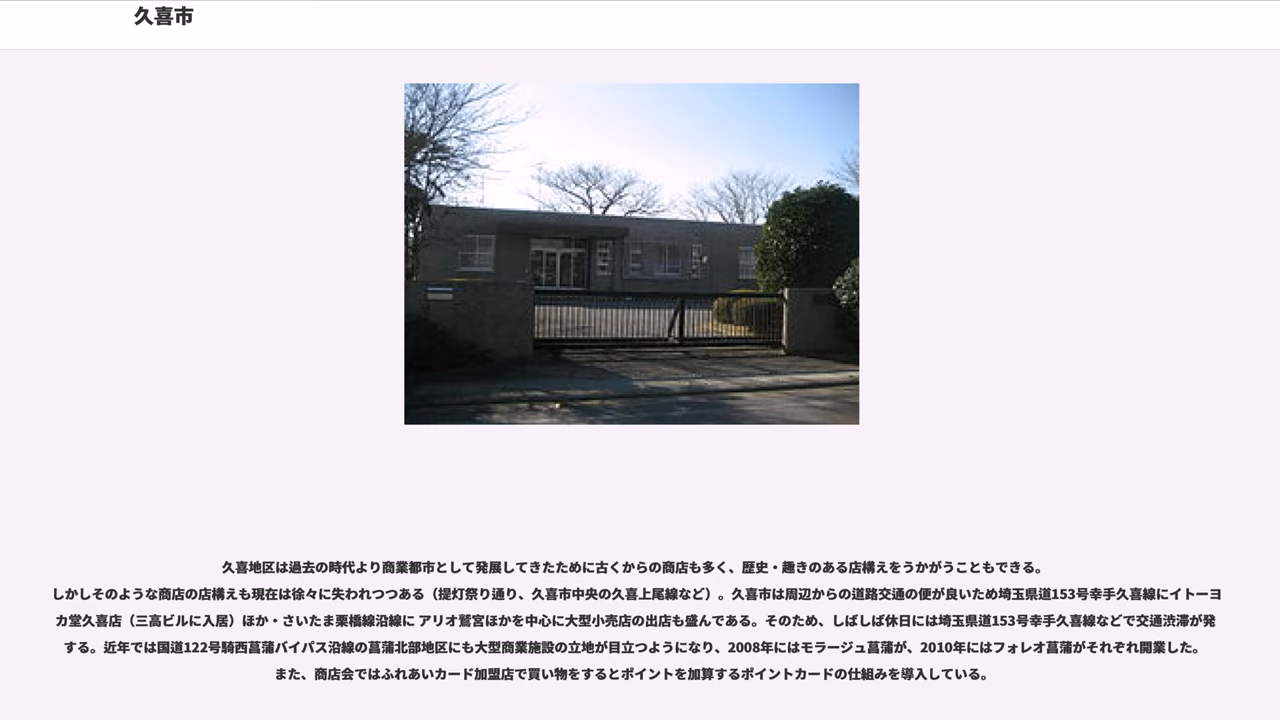 久喜市
久喜地区は過去の時代より商業都市として発展してきたために古くからの商店も多く、歴史・趣きのある店構えをうかがうこともできる。
しかしそのような商店の店構えも現在は徐々に失われつつある（提灯祭り通り、久喜市中央の久喜上尾線など）。久喜市は周辺からの道路交通の便が良いため埼玉県道153号幸手久喜線にイトーヨ
カ堂久喜店（三高ビルに入居）ほか・さいたま栗橋線沿線に アリオ鷲宮ほかを中心に大型小売店の出店も盛んである。そのため、しばしば休日には埼玉県道153号幸手久喜線などで交通渋滞が発
する。近年では国道122号騎西菖蒲バイパス沿線の菖蒲北部地区にも大型商業施設の立地が目立つようになり、2008年にはモラージュ菖蒲が、2010年にはフォレオ菖蒲がそれぞれ開業した。
また、商店会ではふれあいカード加盟店で買い物をするとポイントを加算するポイントカードの仕組みを導入している。